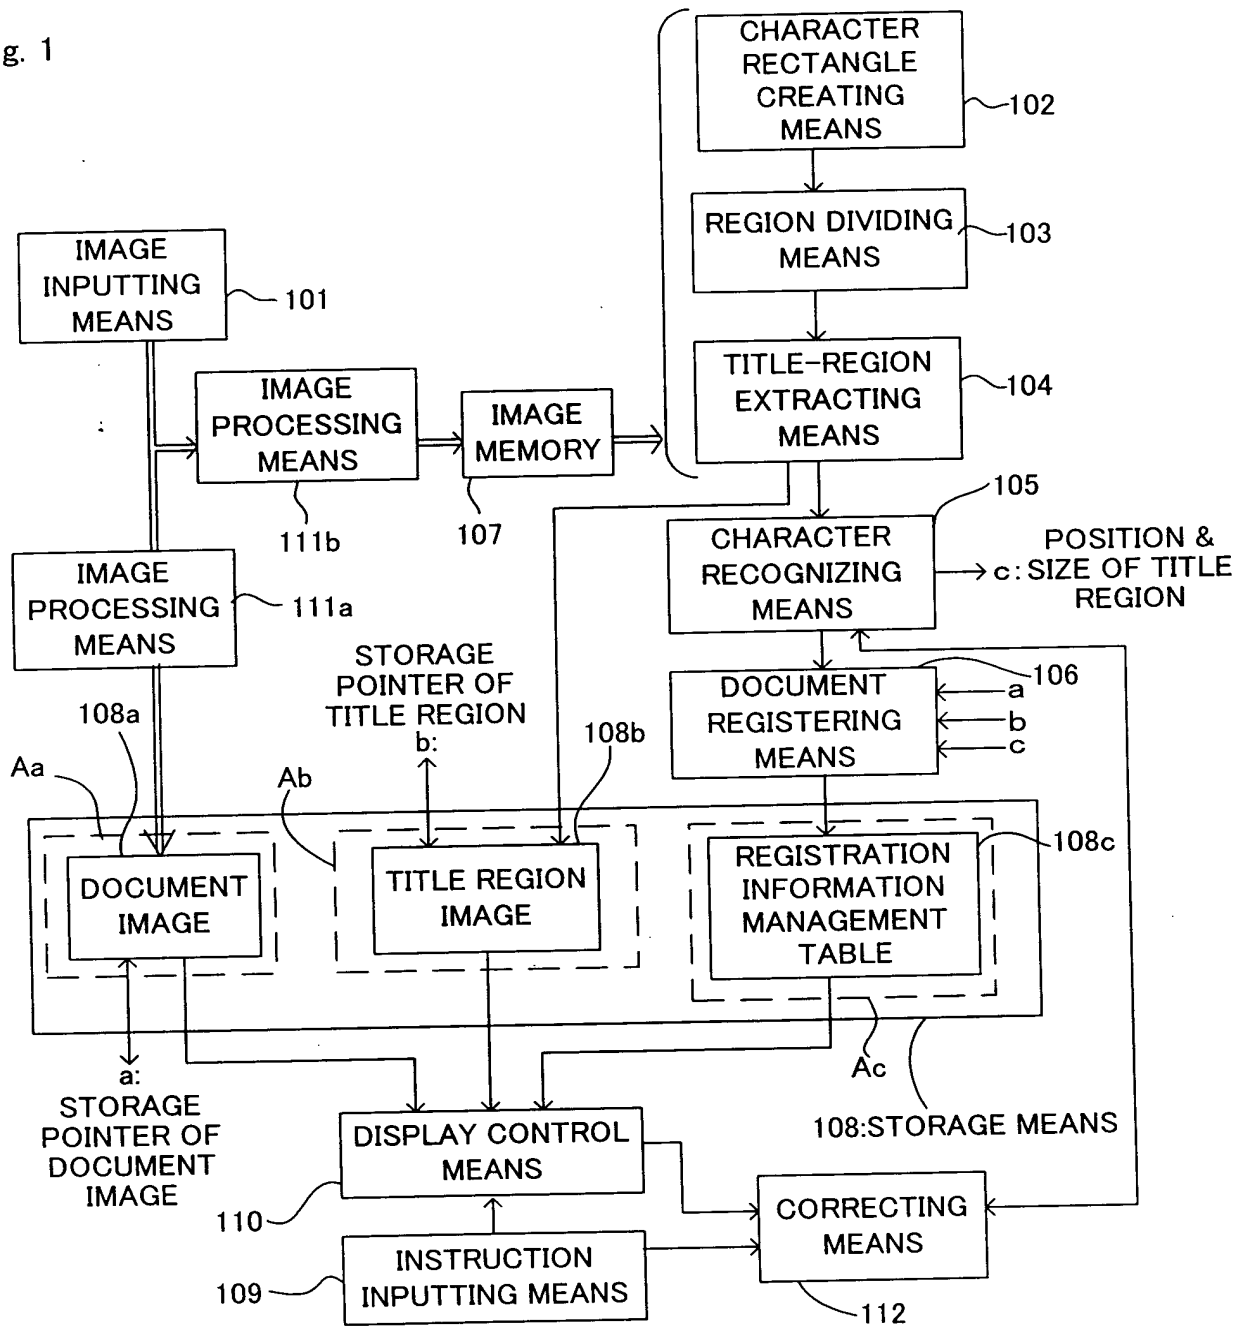 g. 1
CHARACTER
RECTANGLE
CREATING
MEANS
102
REGION DIVIDING
MEANS
103
IMAGE
INPUTTING
MEANS
101
TITLE-REGION
EXTRACTING
MEANS
104
IMAGE
PROCESSING
MEANS
111b
IMAGE
MEMORY
107
105
CHARACTER
RECOGNIZING
MEANS
POSITION &
c: SIZE OF TITLE
REGION
IMAGE
PROCESSING
MEANS
111a
STORAGE
POINTER OF
TITLE REGION
b:
106
DOCUMENT
REGISTERING
MEANS
a
b
c
108a
108b
Aa
Ab
DOCUMENT
IMAGE
TITLE REGION
IMAGE
REGISTRATION
INFORMATION
MANAGEMENT
TABLE
108c
Ac
a:
STORAGE
POINTER OF
DOCUMENT
IMAGE
108:STORAGE MEANS
DISPLAY CONTROL
MEANS
110
CORRECTING
MEANS
112
INSTRUCTION
INPUTTING MEANS
109